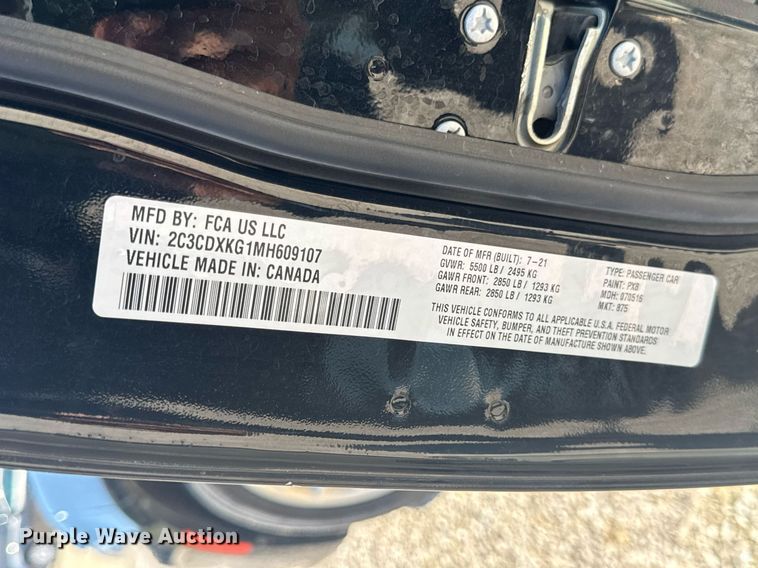 MFD BY: FCA US LLC
VIN: 2C3CDXKG1MH609107
VEHICLE MADE IN: CANADA
DATE OF MFR (BUILT): 7-21
GVWR: 5500 LB / 2495 KG
GAWR FRONT: 2850 LB / 1293 KG
GAWR REAR: 2850 LB / 1293 KG
TYPE: PASSENGER CAR
PAINT: PX8
MDH: 070516
MKT: 975
THIS VEHICLE CONFORMS TO ALL APPLICABLE U.S.A. FEDERAL MOTOR
VEHICLE SAFETY, BUMPER, AND THEFT PREVENTION STANDARDS
IN EFFECT ON THE DATE OF MANUFACTURE SHOWN ABOVE.
Purple Wave Auction